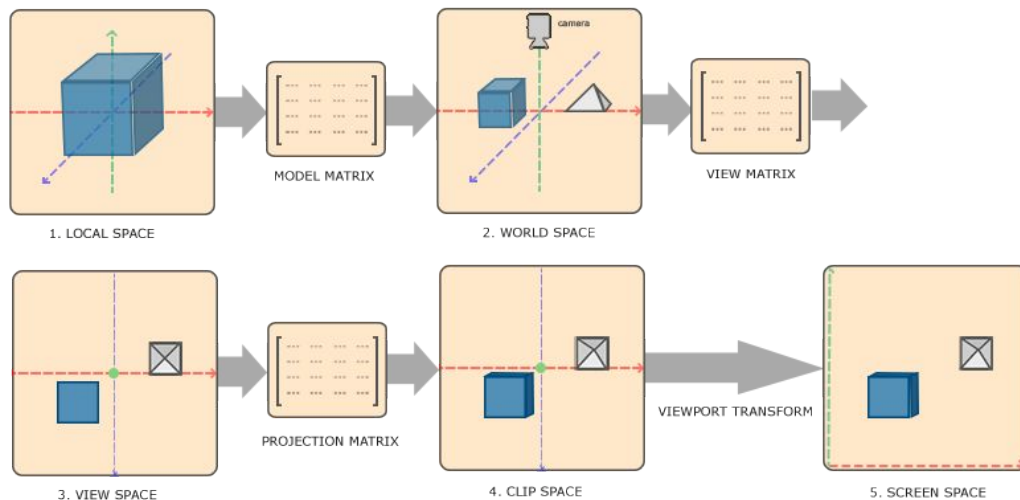 camera
MODEL MATRIX
VIEW MATRIX
1. LOCAL SPACE
2. WORLD SPACE
VIEWPORT TRANSFORM
PROJECTION MATRIX
3. VIEW SPACE
4. CLIP SPACE
5. SCREEN SPACE